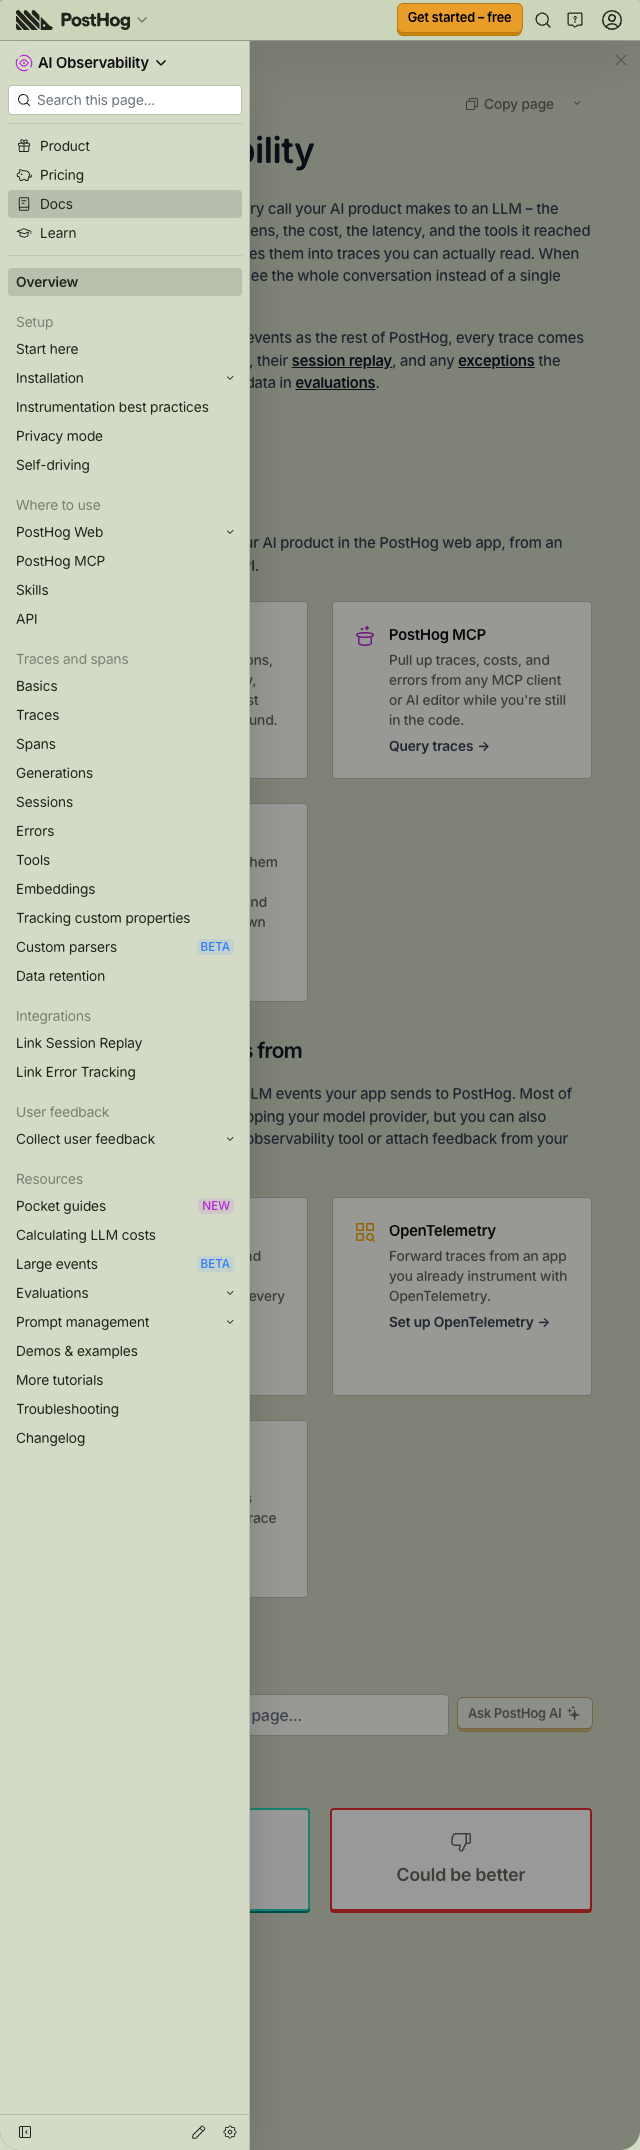 PostHog
Get started – free
AI Observability
Search this page...
Product
Pricing
Docs
Learn
Overview
Setup
Start here
Installation
Instrumentation best practices
Privacy mode
Self-driving
Where to use
PostHog Web
PostHog MCP
Skills
API
Traces and spans
Basics
Traces
Spans
Generations
Sessions
Errors
Tools
Embeddings
Tracking custom properties
Custom parsers BETA
Data retention
Integrations
Link Session Replay
Link Error Tracking
User feedback
Collect user feedback
Resources
Pocket guides NEW
Calculating LLM costs
Large events BETA
Evaluations
Prompt management
Demos & examples
More tutorials
Troubleshooting
Changelog
Copy page
bility
ry call your AI product makes to an LLM – the
ens, the cost, the latency, and the tools it reached
es them into traces you can actually read. When
ee the whole conversation instead of a single
events as the rest of PostHog, every trace comes
, their session replay, and any exceptions the
data in evaluations.
ur AI product in the PostHog web app, from an
I.
ons,
y,
st
und.
PostHog MCP
Pull up traces, costs, and
errors from any MCP client
or AI editor while you're still
in the code.
Query traces →
them
nd
wn
s from
LM events your app sends to PostHog. Most of
pping your model provider, but you can also
observability tool or attach feedback from your
nd
every
OpenTelemetry
Forward traces from an app
you already instrument with
OpenTelemetry.
Set up OpenTelemetry →
race
page...
Ask PostHog AI
Could be better